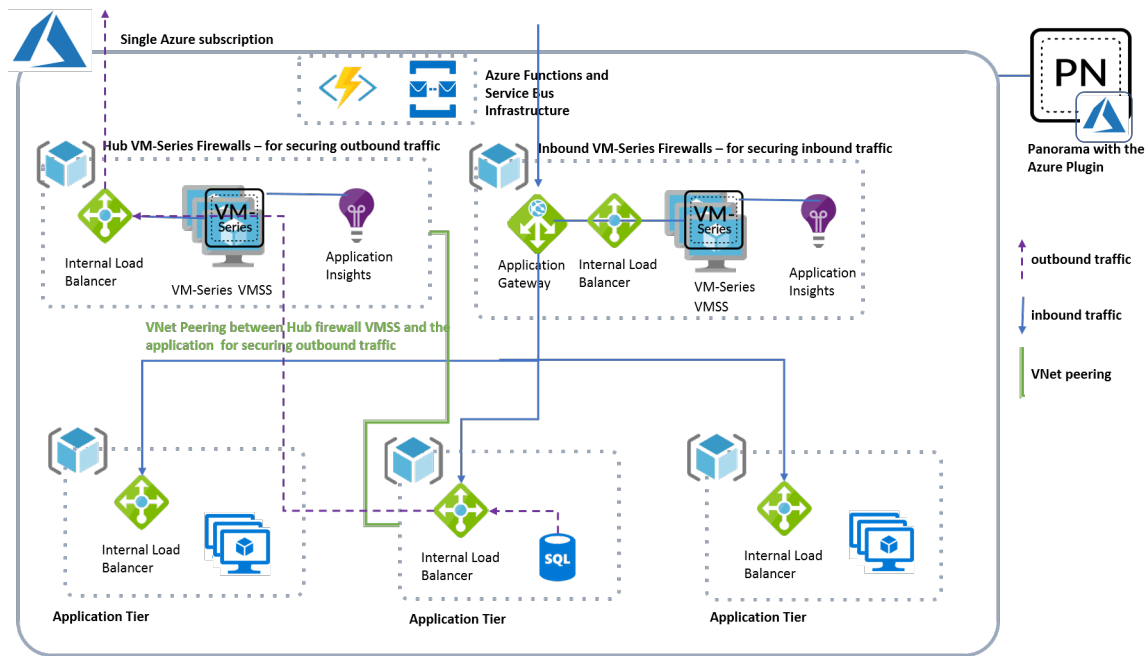 Single Azure subscription
Azure Functions and
Service Bus
Infrastructure
PN
Panorama with the
Azure Plugin
Hub VM-Series Firewalls – for securing outbound traffic
Inbound VM-Series Firewalls – for securing inbound traffic
VM-
Series
Internal Load
Balancer
VM-Series VMSS
Application
Insights
VM-
Series
Application
Gateway
Internal Load
Balancer
VM-Series
VMSS
Application
Insights
outbound traffic
inbound traffic
VNet peering
VNet Peering between Hub firewall VMSS and the
application for securing outbound traffic
Internal Load
Balancer
Application Tier
Internal Load
Balancer
SQL
Application Tier
Internal Load
Balancer
Application Tier